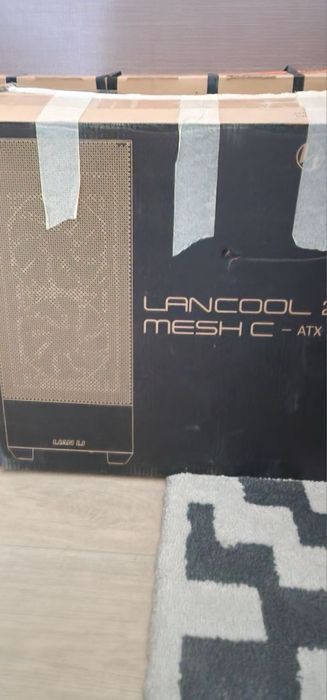 LANCOOL 2
MESH C - ATX
LIAN LI